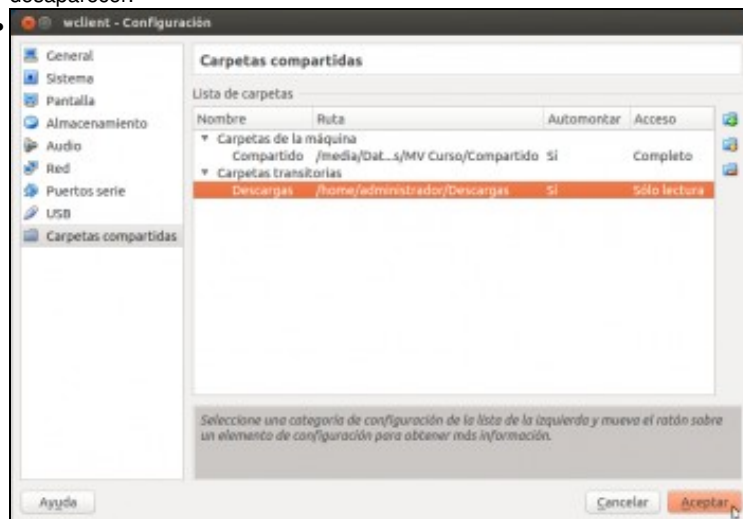 desaparecer.
wclient - Configuración
General
Sistema
Pantalla
Almacenamiento
Audio
Red
Puertos serie
USB
Carpetas compartidas
Carpetas compartidas
Lista de carpetas
Nombre Ruta Automontar Acceso
Carpetas de la máquina
Compartido /media/Dat...s/MV Curso/Compartido Sí Completo
Carpetas transitorias
Descargas /home/administrador/Descargas Sí Sólo lectura
Seleccione una categoría de configuración de la lista de la izquierda y mueva el ratón sobre
un elemento de configuración para obtener más información.
Ayuda Cancelar Aceptar